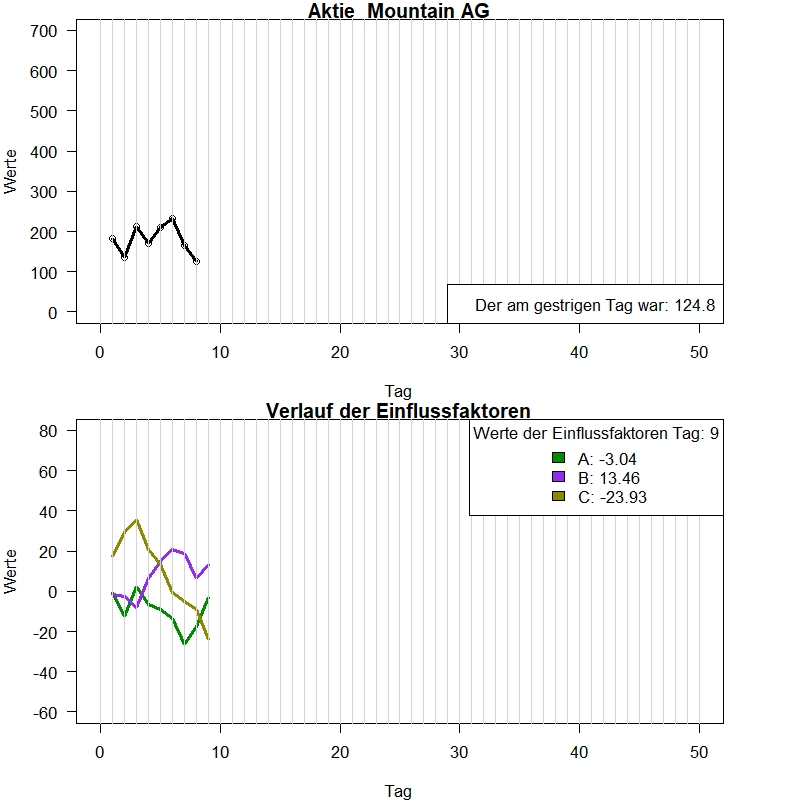 Aktie  Mountain AG
Werte
700
600
500
400
300
200
100
0
Der am gestrigen Tag war: 124.8
0 10 20 30 40 50
Tag
Verlauf der Einflussfaktoren
Werte
80
60
40
20
0
-20
-40
-60
Werte der Einflussfaktoren Tag: 9
A: -3.04
B: 13.46
C: -23.93
0 10 20 30 40 50
Tag